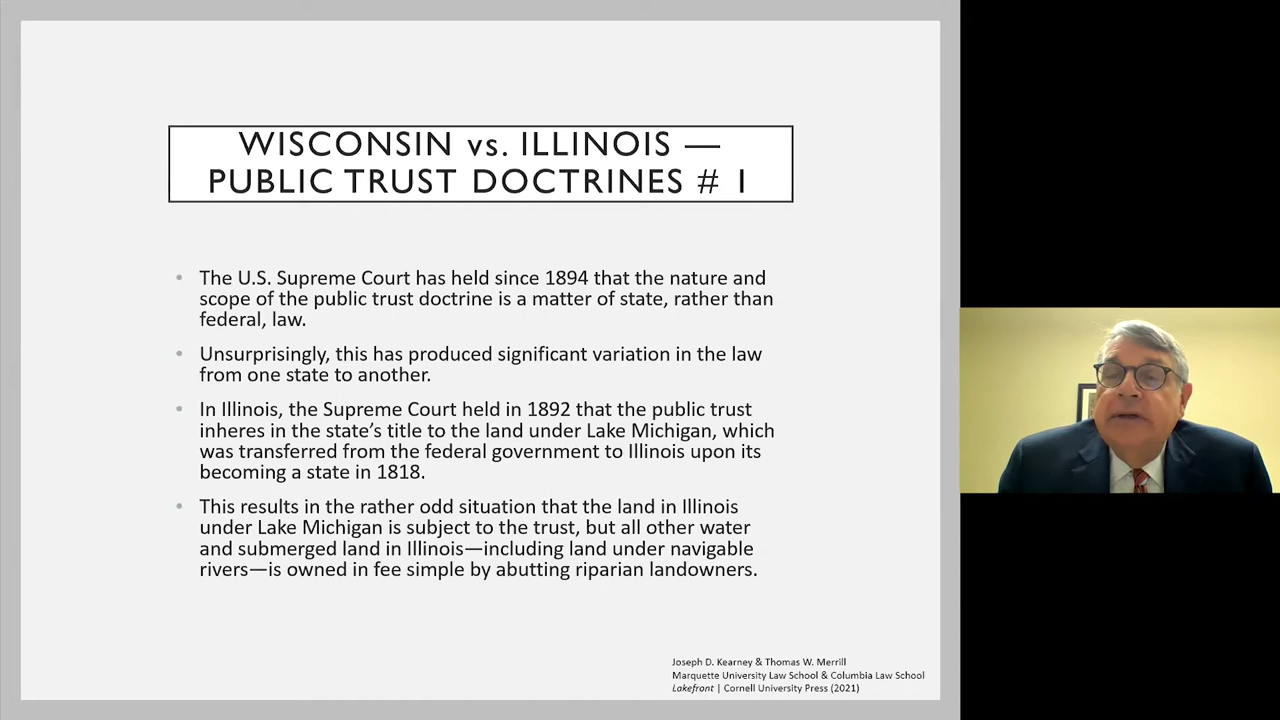 WISCONSIN vs. ILLINOIS —
PUBLIC TRUST DOCTRINES # 1
• The U.S. Supreme Court has held since 1894 that the nature and
scope of the public trust doctrine is a matter of state, rather than
federal, law.
• Unsurprisingly, this has produced significant variation in the law
from one state to another.
• In Illinois, the Supreme Court held in 1892 that the public trust
inheres in the state’s title to the land under Lake Michigan, which
was transferred from the federal government to Illinois upon its
becoming a state in 1818.
• This results in the rather odd situation that the land in Illinois
under Lake Michigan is subject to the trust, but all other water
and submerged land in Illinois—including land under navigable
rivers—is owned in fee simple by abutting riparian landowners.
Joseph D. Kearney & Thomas W. Merrill
Marquette University Law School & Columbia Law School
Lakefront | Cornell University Press (2021)